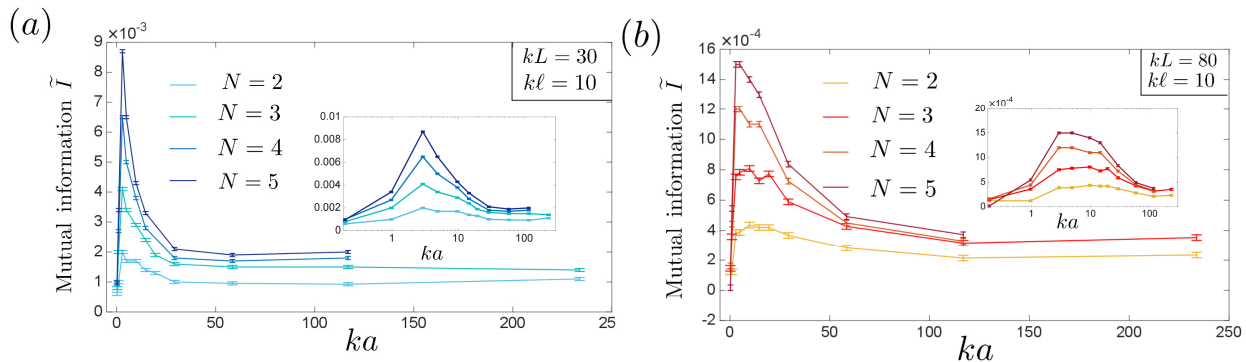 (a)
×10⁻³
9
8
7
6
5
4
3
2
1
0
Mutual information Ĩ
N = 2
N = 3
N = 4
N = 5
kL = 30
kℓ = 10
0.01
0.008
0.006
0.004
0.002
0
1
10
100
ka
0
50
100
150
200
25
ka
(b)
×10⁻⁴
16
14
12
10
8
6
4
2
0
-2
Mutual information Ĩ
N = 2
N = 3
N = 4
N = 5
kL = 80
kℓ = 10
20 ×10⁻⁴
15
10
5
0
1
10
100
ka
0
50
100
150
200
250
ka